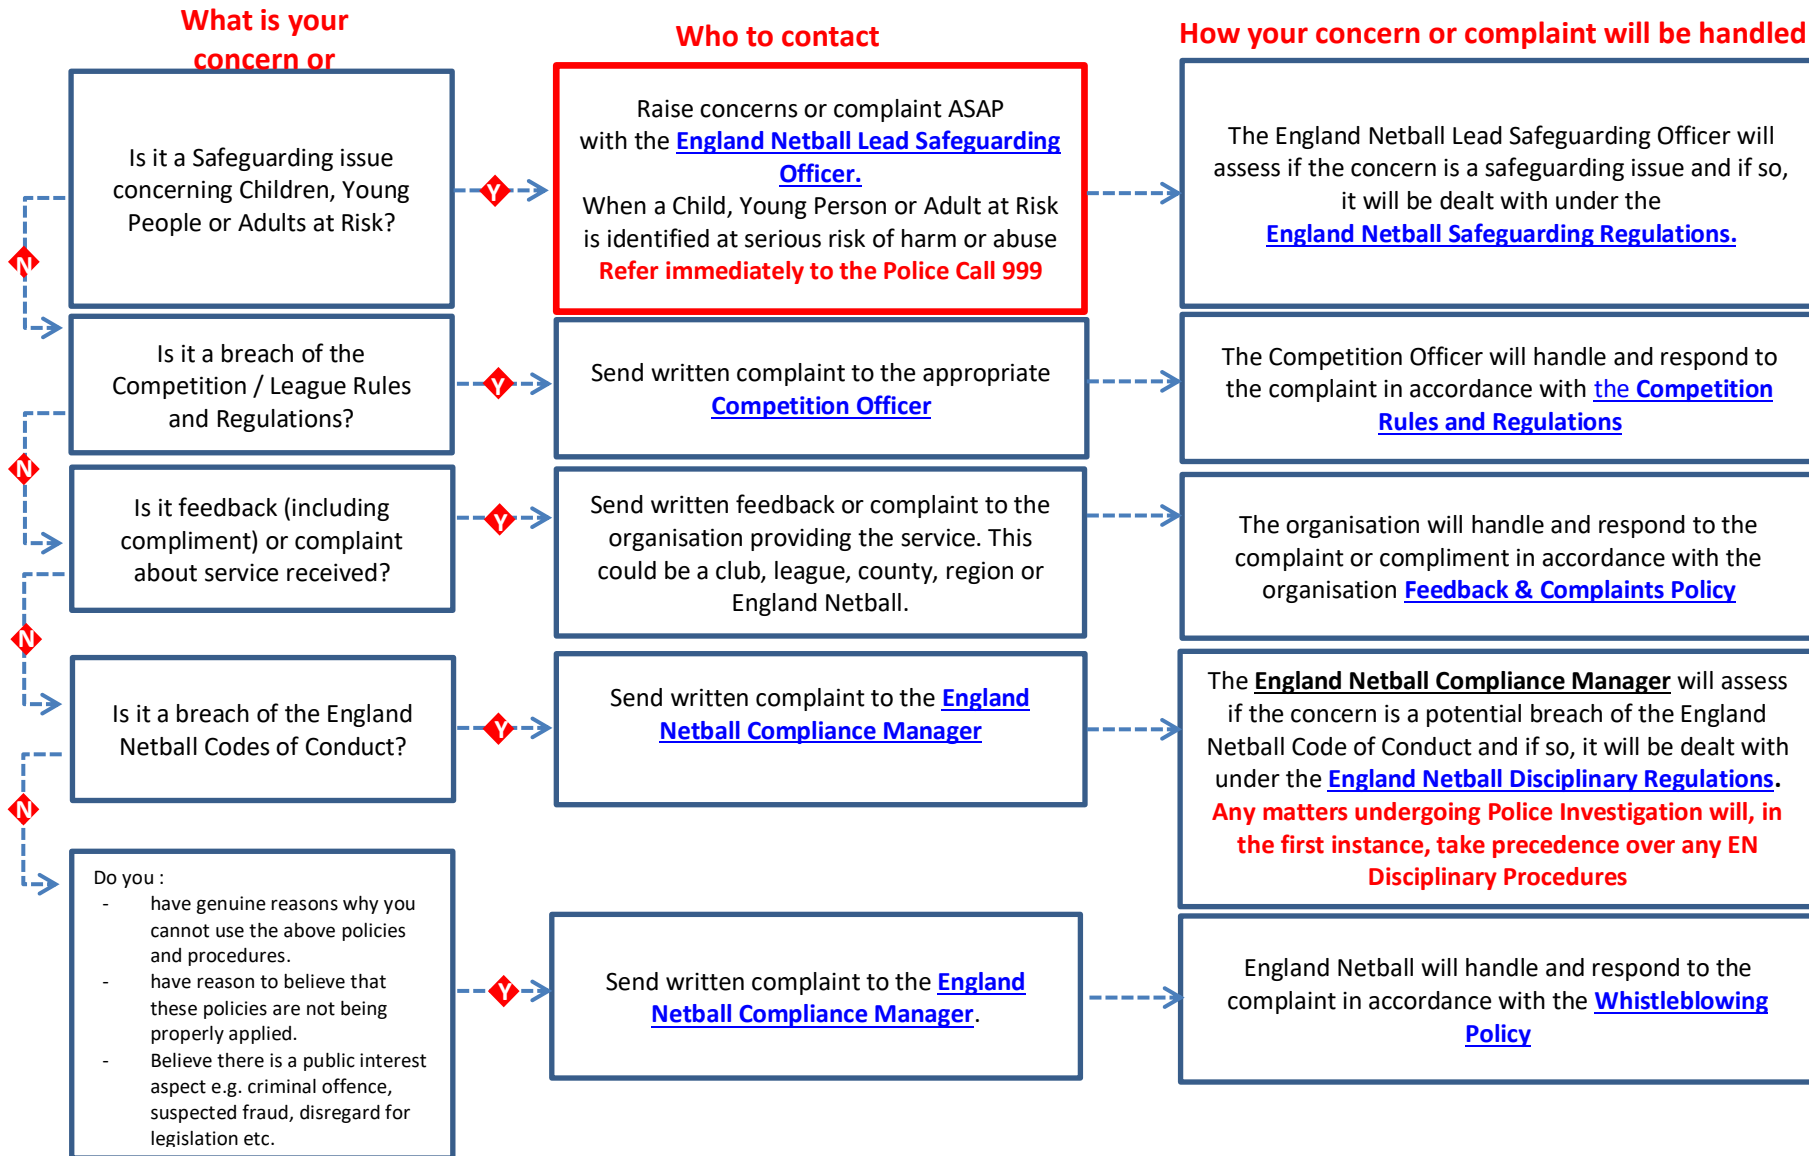 What is your
concern or
Who to contact
How your concern or complaint will be handled
Is it a Safeguarding issue
concerning Children, Young
People or Adults at Risk?
Y
Raise concerns or complaint ASAP
with the England Netball Lead Safeguarding
Officer.
When a Child, Young Person or Adult at Risk
is identified at serious risk of harm or abuse
Refer immediately to the Police Call 999
The England Netball Lead Safeguarding Officer will
assess if the concern is a safeguarding issue and if so,
it will be dealt with under the
England Netball Safeguarding Regulations.
N
Is it a breach of the
Competition / League Rules
and Regulations?
Y
Send written complaint to the appropriate
Competition Officer
The Competition Officer will handle and respond to
the complaint in accordance with the Competition
Rules and Regulations
N
Is it feedback (including
compliment) or complaint
about service received?
Y
Send written feedback or complaint to the
organisation providing the service. This
could be a club, league, county, region or
England Netball.
The organisation will handle and respond to the
complaint or compliment in accordance with the
organisation Feedback & Complaints Policy
N
Is it a breach of the England
Netball Codes of Conduct?
Y
Send written complaint to the England
Netball Compliance Manager
The England Netball Compliance Manager will assess
if the concern is a potential breach of the England
Netball Code of Conduct and if so, it will be dealt with
under the England Netball Disciplinary Regulations.
Any matters undergoing Police Investigation will, in
the first instance, take precedence over any EN
Disciplinary Procedures
N
Do you :
- have genuine reasons why you
cannot use the above policies
and procedures.
- have reason to believe that
these policies are not being
properly applied.
- Believe there is a public interest
aspect e.g. criminal offence,
suspected fraud, disregard for
legislation etc.
Y
Send written complaint to the England
Netball Compliance Manager.
England Netball will handle and respond to the
complaint in accordance with the Whistleblowing
Policy